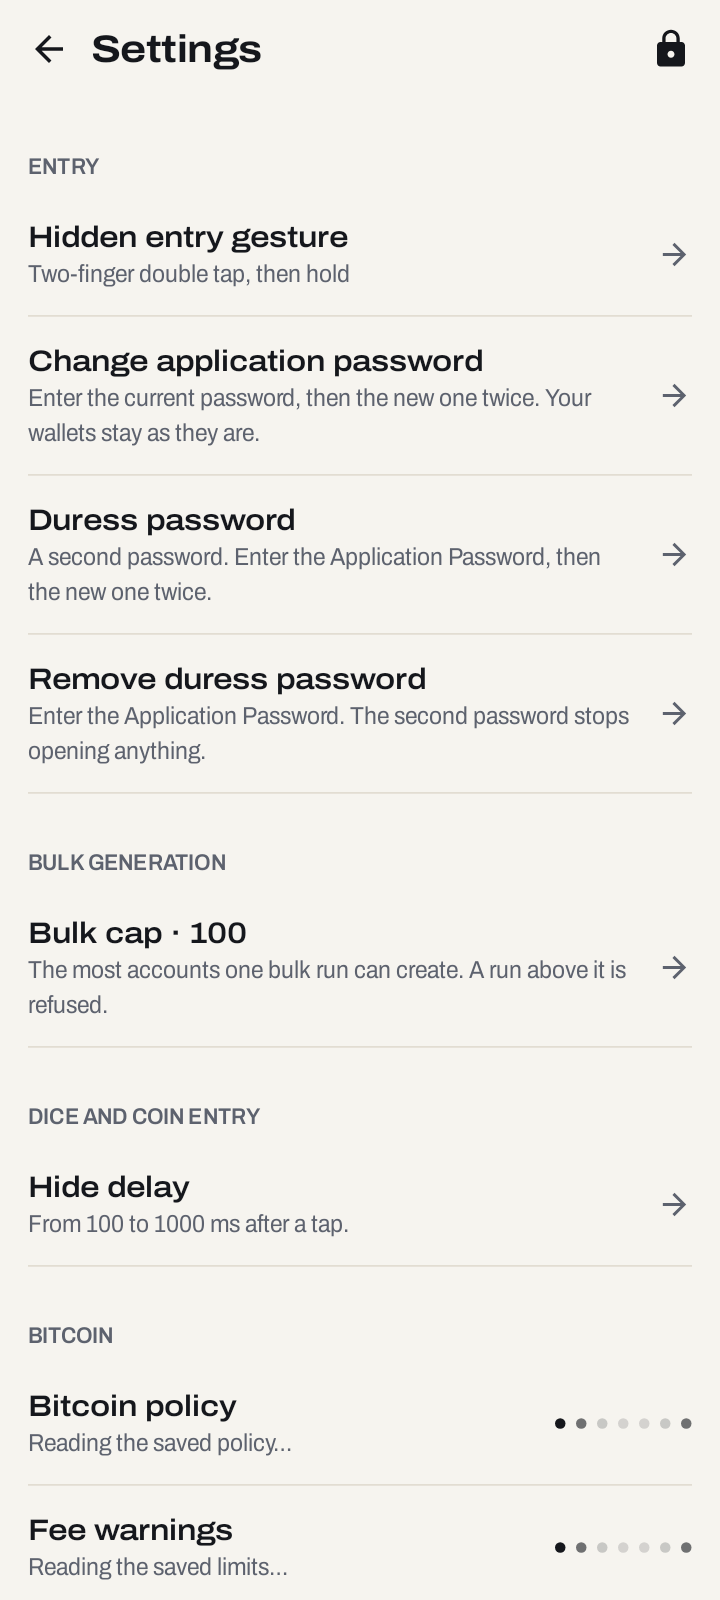 Settings
ENTRY
Hidden entry gesture
Two-finger double tap, then hold
Change application password
Enter the current password, then the new one twice. Your
wallets stay as they are.
Duress password
A second password. Enter the Application Password, then
the new one twice.
Remove duress password
Enter the Application Password. The second password stops
opening anything.
BULK GENERATION
Bulk cap · 100
The most accounts one bulk run can create. A run above it is
refused.
DICE AND COIN ENTRY
Hide delay
From 100 to 1000 ms after a tap.
BITCOIN
Bitcoin policy
Reading the saved policy...
Fee warnings
Reading the saved limits...